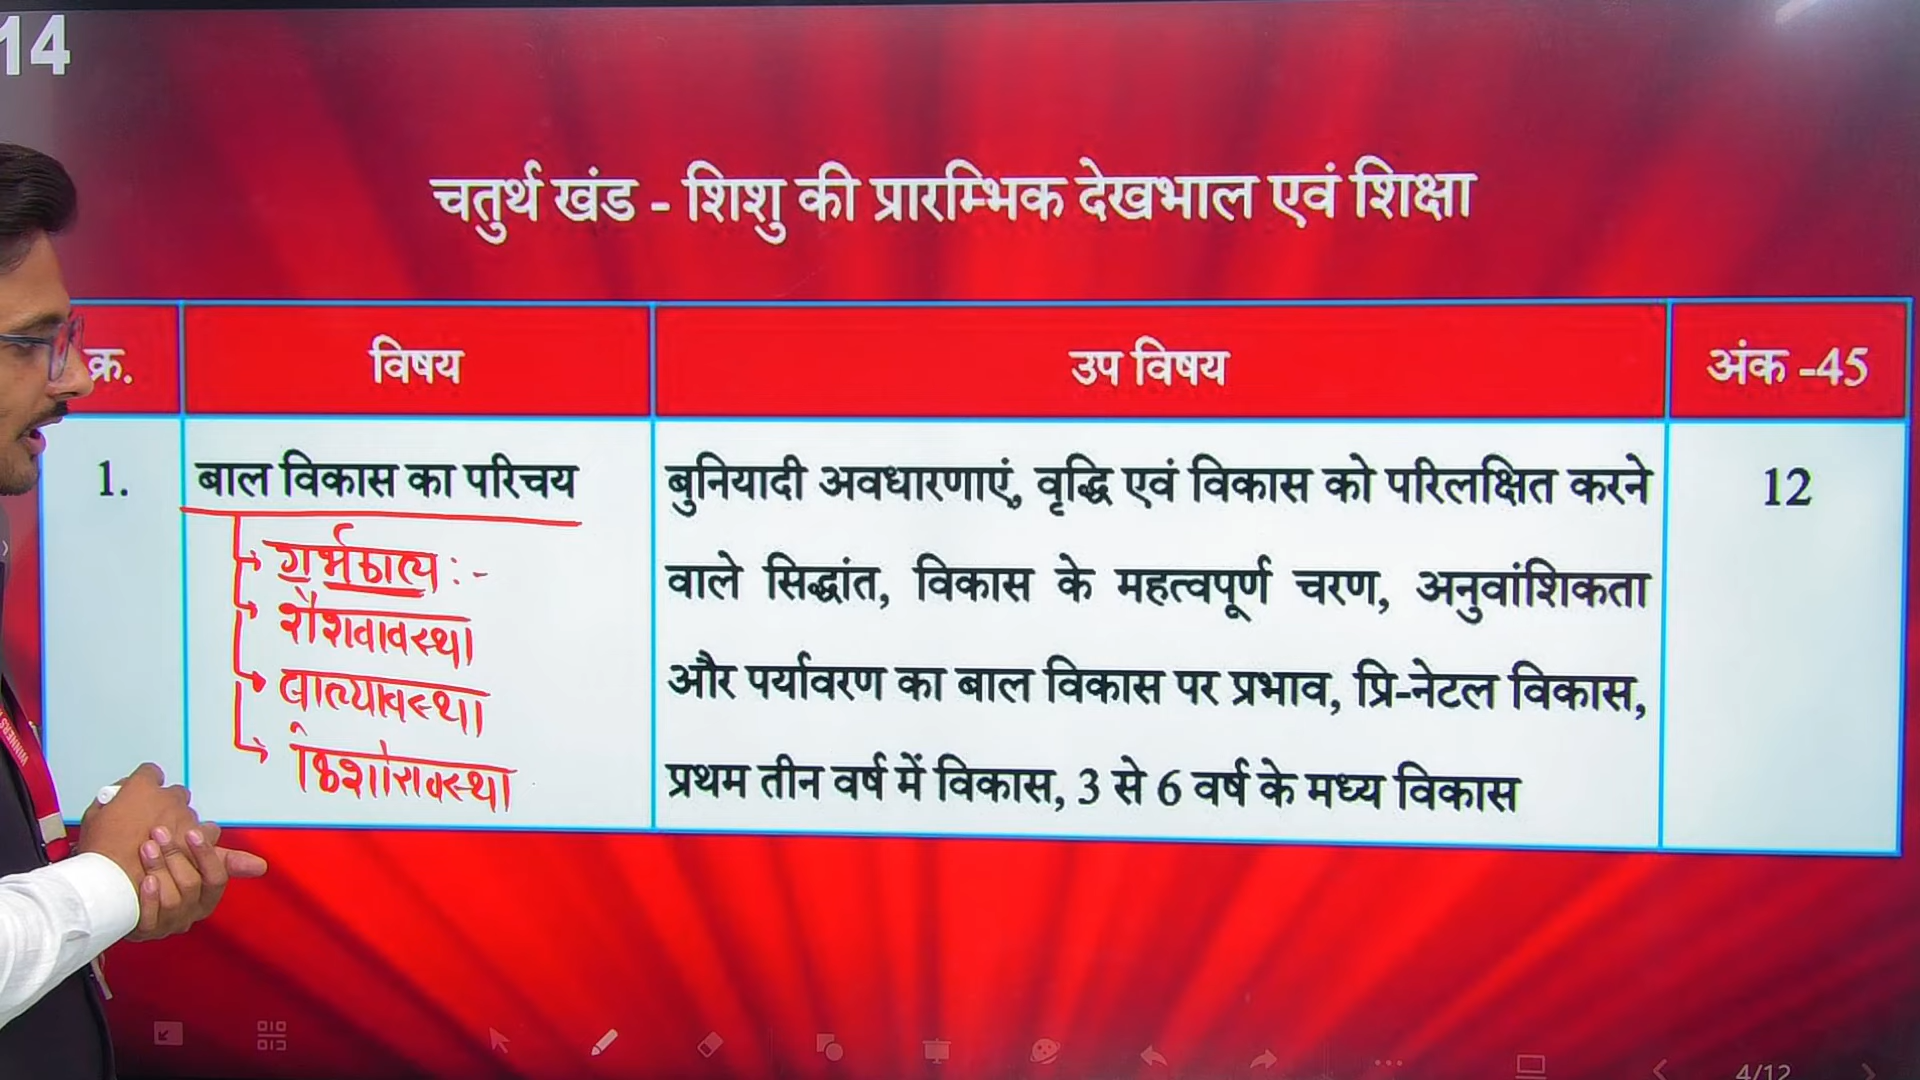 14
चतुर्थ खंड - शिशु की प्रारम्भिक देखभाल एवं शिक्षा
क्र. विषय उप विषय अंक -45
1. बाल विकास का परिचय बुनियादी अवधारणाएं, वृद्धि एवं विकास को परिलक्षित करने 12
वाले सिद्धांत, विकास के महत्वपूर्ण चरण, अनुवांशिकता
और पर्यावरण का बाल विकास पर प्रभाव, प्रि-नेटल विकास,
प्रथम तीन वर्ष में विकास, 3 से 6 वर्ष के मध्य विकास
शैशवावस्था
बाल्यावस्था
किशोरावस्था
4/12